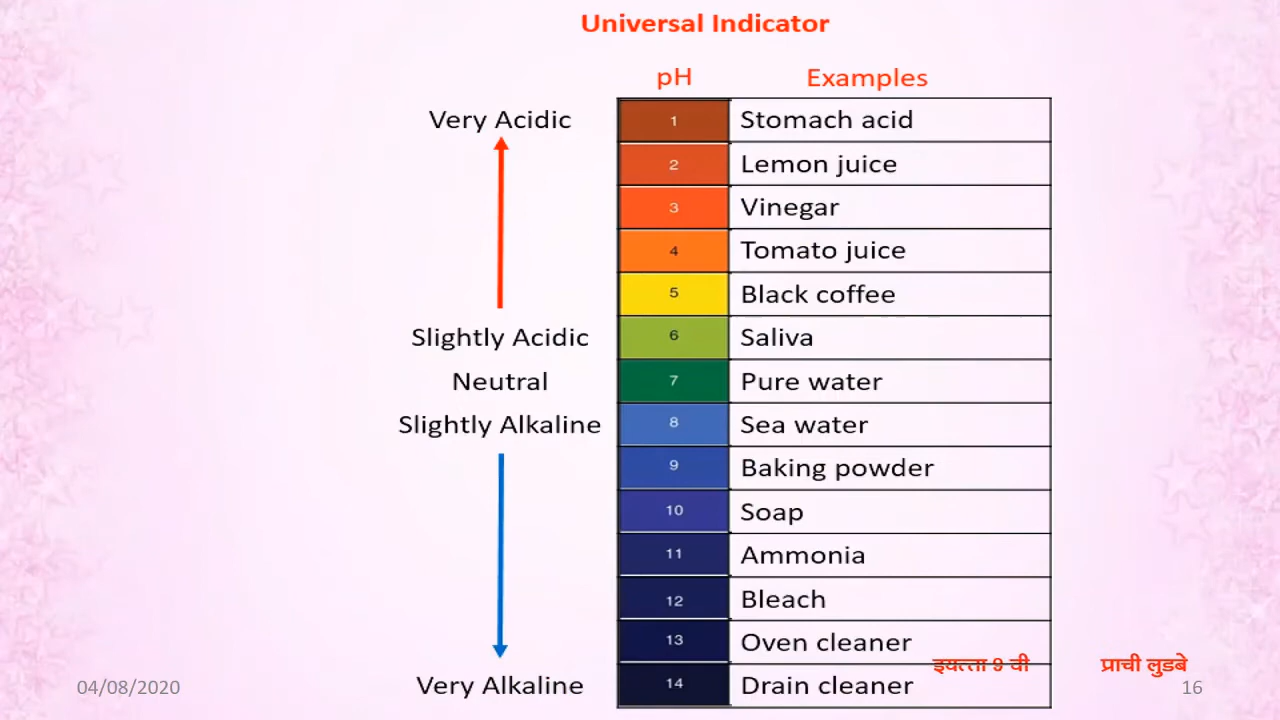 Universal Indicator
pH Examples
Very Acidic 1 Stomach acid
2 Lemon juice
3 Vinegar
4 Tomato juice
5 Black coffee
Slightly Acidic 6 Saliva
Neutral 7 Pure water
Slightly Alkaline 8 Sea water
9 Baking powder
10 Soap
11 Ammonia
12 Bleach
13 Oven cleaner
इयत्ता 9 वी प्राची लुडबे
Very Alkaline 14 Drain cleaner
04/08/2020 16